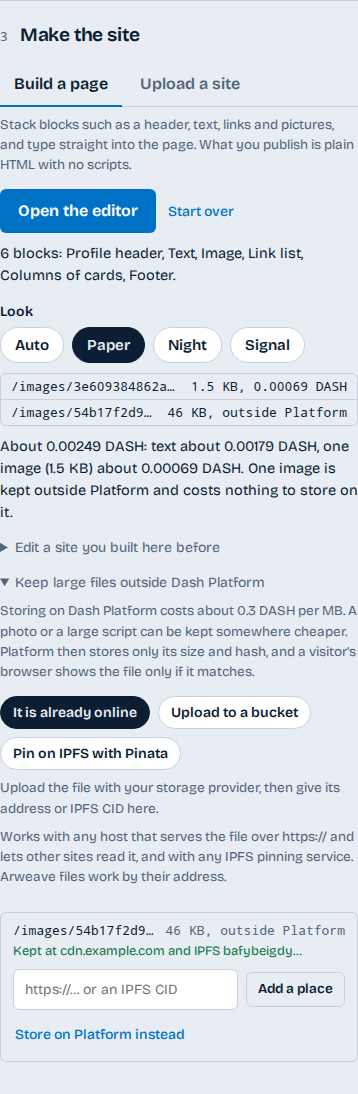 3 Make the site
Build a page Upload a site
Stack blocks such as a header, text, links and pictures,
and type straight into the page. What you publish is plain
HTML with no scripts.
Open the editor Start over
6 blocks: Profile header, Text, Image, Link list,
Columns of cards, Footer.
Look
Auto Paper Night Signal
/images/3e609384862a… 1.5 KB, 0.00069 DASH
/images/54b17f2d9… 46 KB, outside Platform
About 0.00249 DASH: text about 0.00179 DASH, one
image (1.5 KB) about 0.00069 DASH. One image is
kept outside Platform and costs nothing to store on
it.
Edit a site you built here before
Keep large files outside Dash Platform
Storing on Dash Platform costs about 0.3 DASH per MB. A
photo or a large script can be kept somewhere cheaper.
Platform then stores only its size and hash, and a visitor's
browser shows the file only if it matches.
It is already online Upload to a bucket
Pin on IPFS with Pinata
Upload the file with your storage provider, then give its
address or IPFS CID here.
Works with any host that serves the file over https:// and
lets other sites read it, and with any IPFS pinning service.
Arweave files work by their address.
/images/54b17f2d9… 46 KB, outside Platform
Kept at cdn.example.com and IPFS bafybeigdy…
https://… or an IPFS CID Add a place
Store on Platform instead